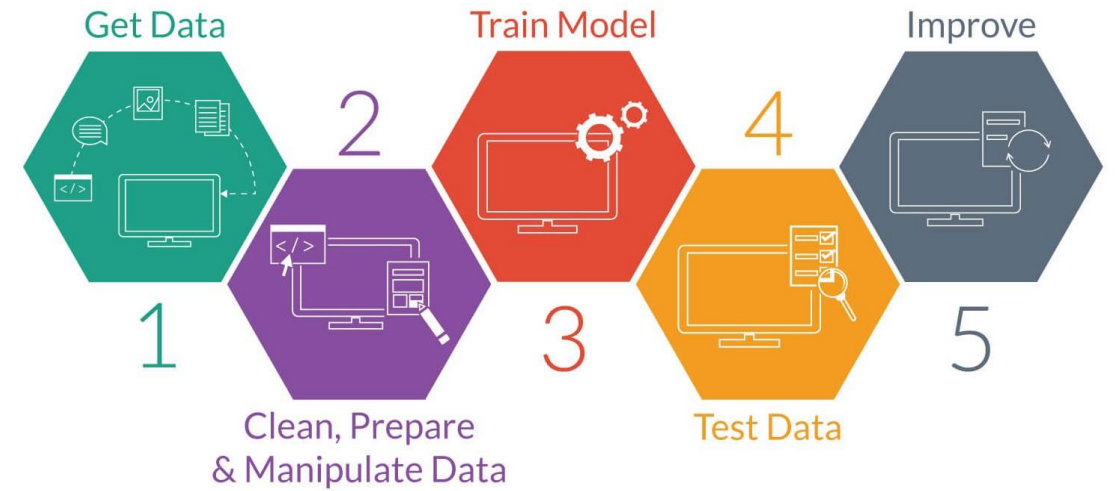 Get Data
1
2
Clean, Prepare
& Manipulate Data
Train Model
3
4
Test Data
Improve
5
</>
</>